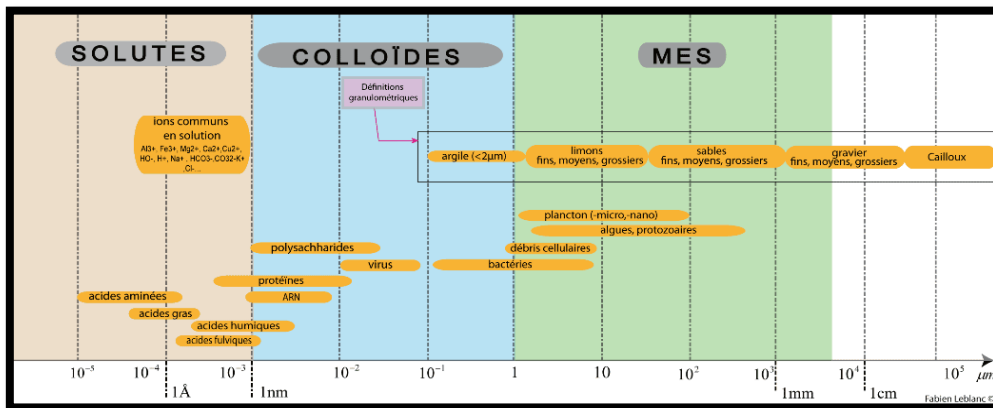 SOLUTES
COLLOÏDES
MES
Définitions
granulométriques
ions communs
en solution
Al3+, Fe3+, Mg2+, Ca2+,Cu2+,
HO-, H+, Na+ , HCO3-,CO32-K+
,Cl-...
argile (<2μm)
limons
fins, moyens, grossiers
sables
fins, moyens, grossiers
gravier
fins, moyens, grossiers
Cailloux
plancton (-micro,-nano)
algues, protozoaires
polysachharides
débris cellulaires
virus
bactéries
protéïnes
acides aminées
ARN
acides gras
acides humiques
acides fulviques
10⁻⁵ 10⁻⁴ 10⁻³ 10⁻² 10⁻¹ 1 10 10² 10³ 10⁴ 10⁵ μm
1Å 1nm 1mm 1cm
Fabien Leblanc ©